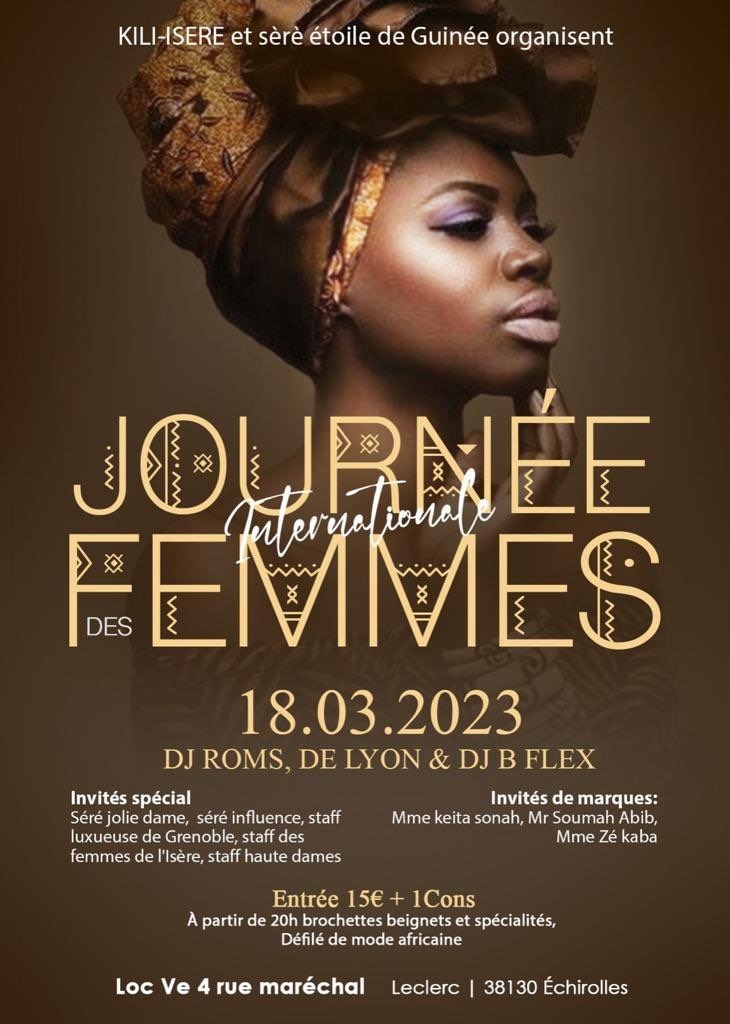 KILI-ISERE et sèrè étoile de Guinée organisent
JOURNÉE
Internationale
DES FEMMES
18.03.2023
DJ ROMS, DE LYON & DJ B FLEX
Invités spécial
Séré jolie dame, séré influence, staff
luxueuse de Grenoble, staff des
femmes de l'Isère, staff haute dames
Invités de marques:
Mme keita sonah, Mr Soumah Abib,
Mme Zé kaba
Entrée 15€ + 1Cons
À partir de 20h brochettes beignets et spécialités,
Défilé de mode africaine
Loc Ve 4 rue maréchal Leclerc | 38130 Échirolles